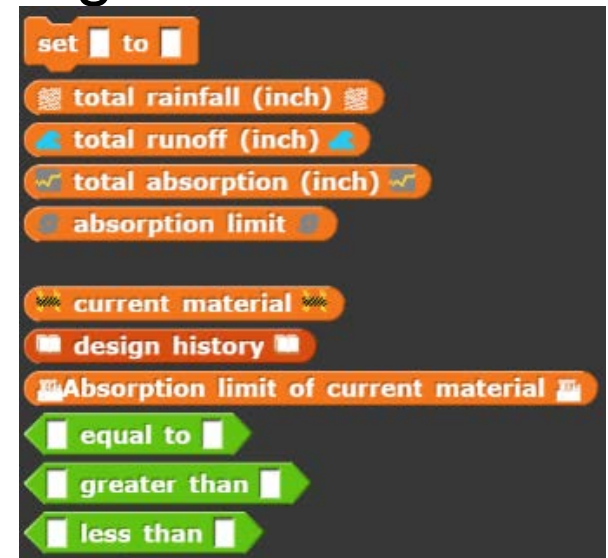 set to
total rainfall (inch)
total runoff (inch)
total absorption (inch)
absorption limit
current material
design history
Absorption limit of current material
equal to
greater than
less than